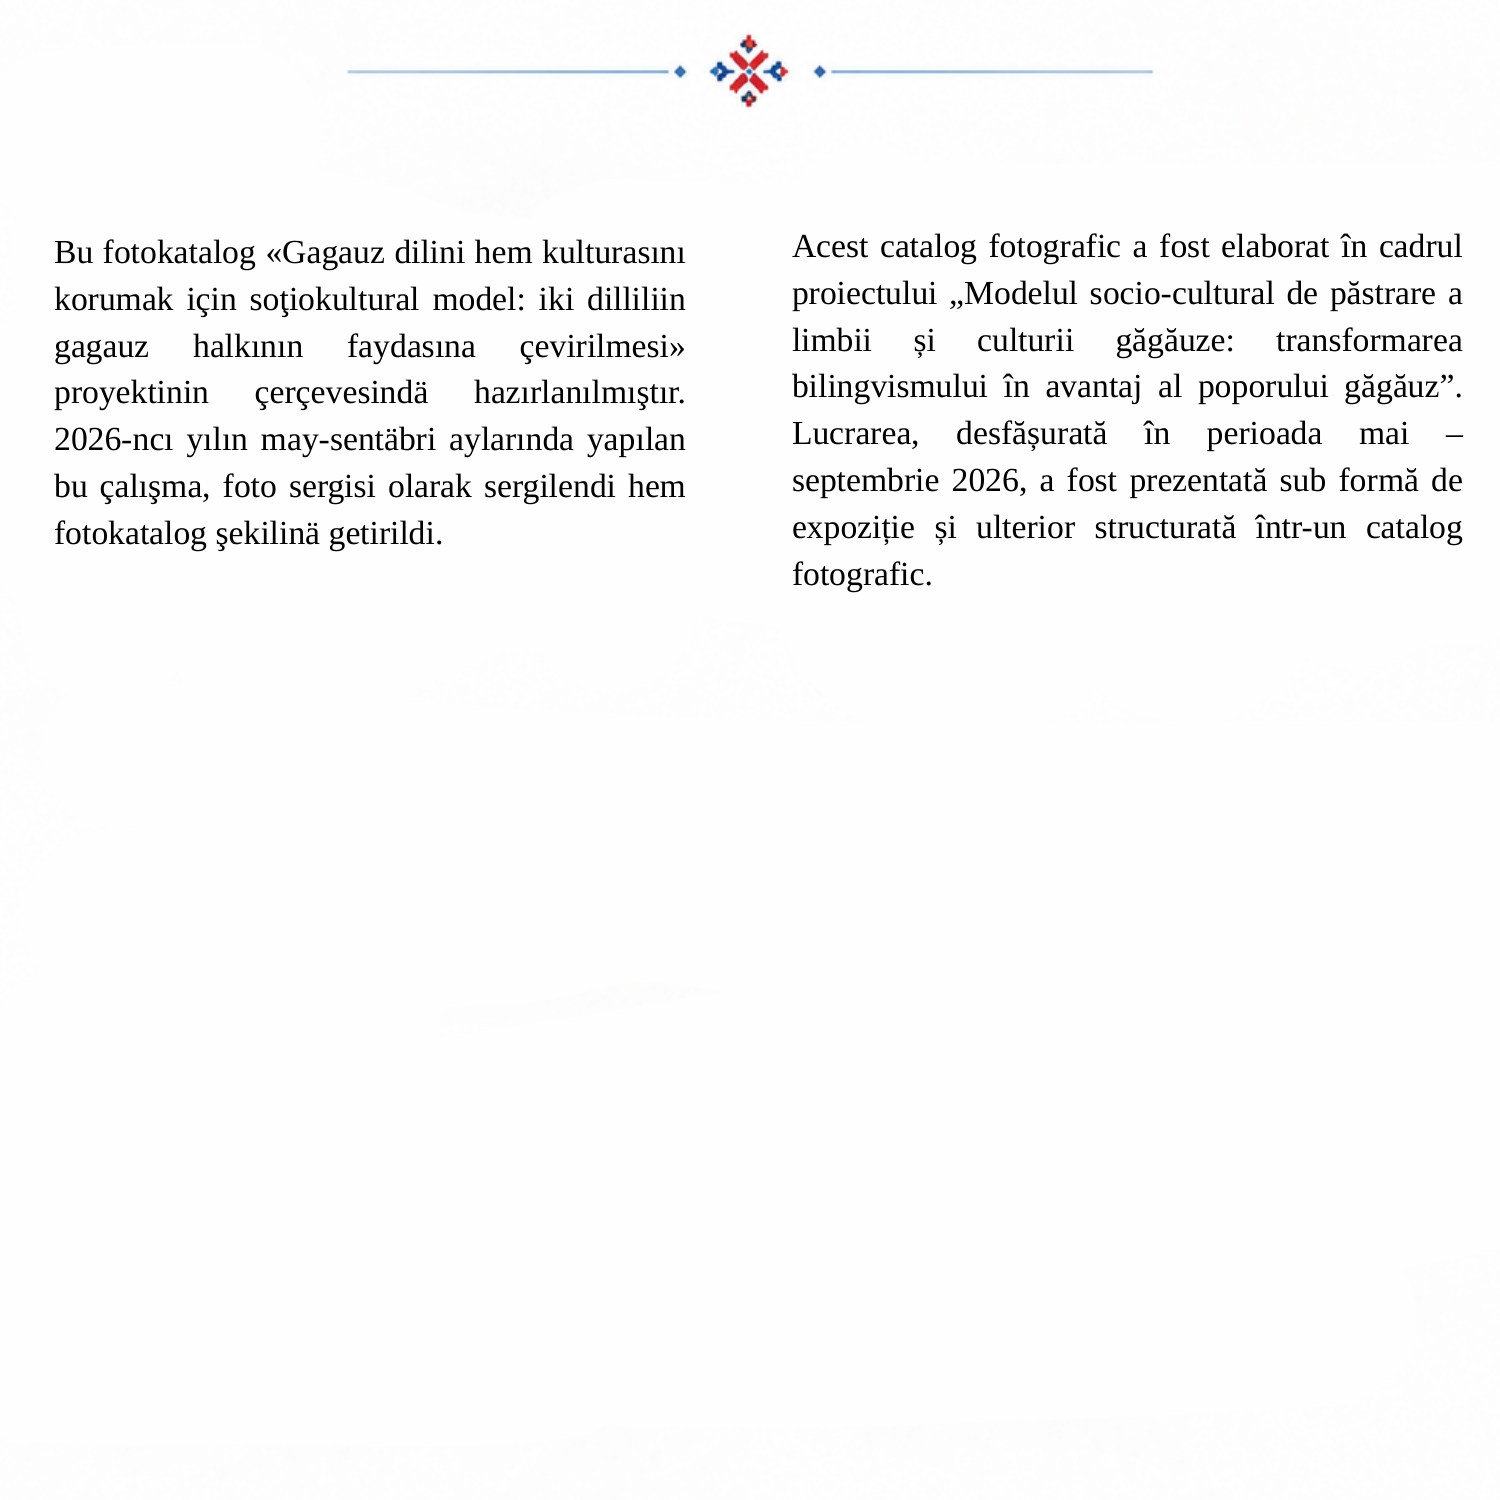 Bu fotokatalog «Gagauz dilini hem kulturasını
korumak için soţiokultural model: iki dilliliin
gagauz halkının faydasına çevirilmesi»
proyektinin çerçevesindä hazırlanılmıştır.
2026-ncı yılın may-sentäbri aylarında yapılan
bu çalışma, foto sergisi olarak sergilendi hem
fotokatalog şekilinä getirildi.
Acest catalog fotografic a fost elaborat în cadrul
proiectului „Modelul socio-cultural de păstrare a
limbii și culturii găgăuze: transformarea
bilingvismului în avantaj al poporului găgăuz”.
Lucrarea, desfășurată în perioada mai –
septembrie 2026, a fost prezentată sub formă de
expoziție și ulterior structurată într-un catalog
fotografic.